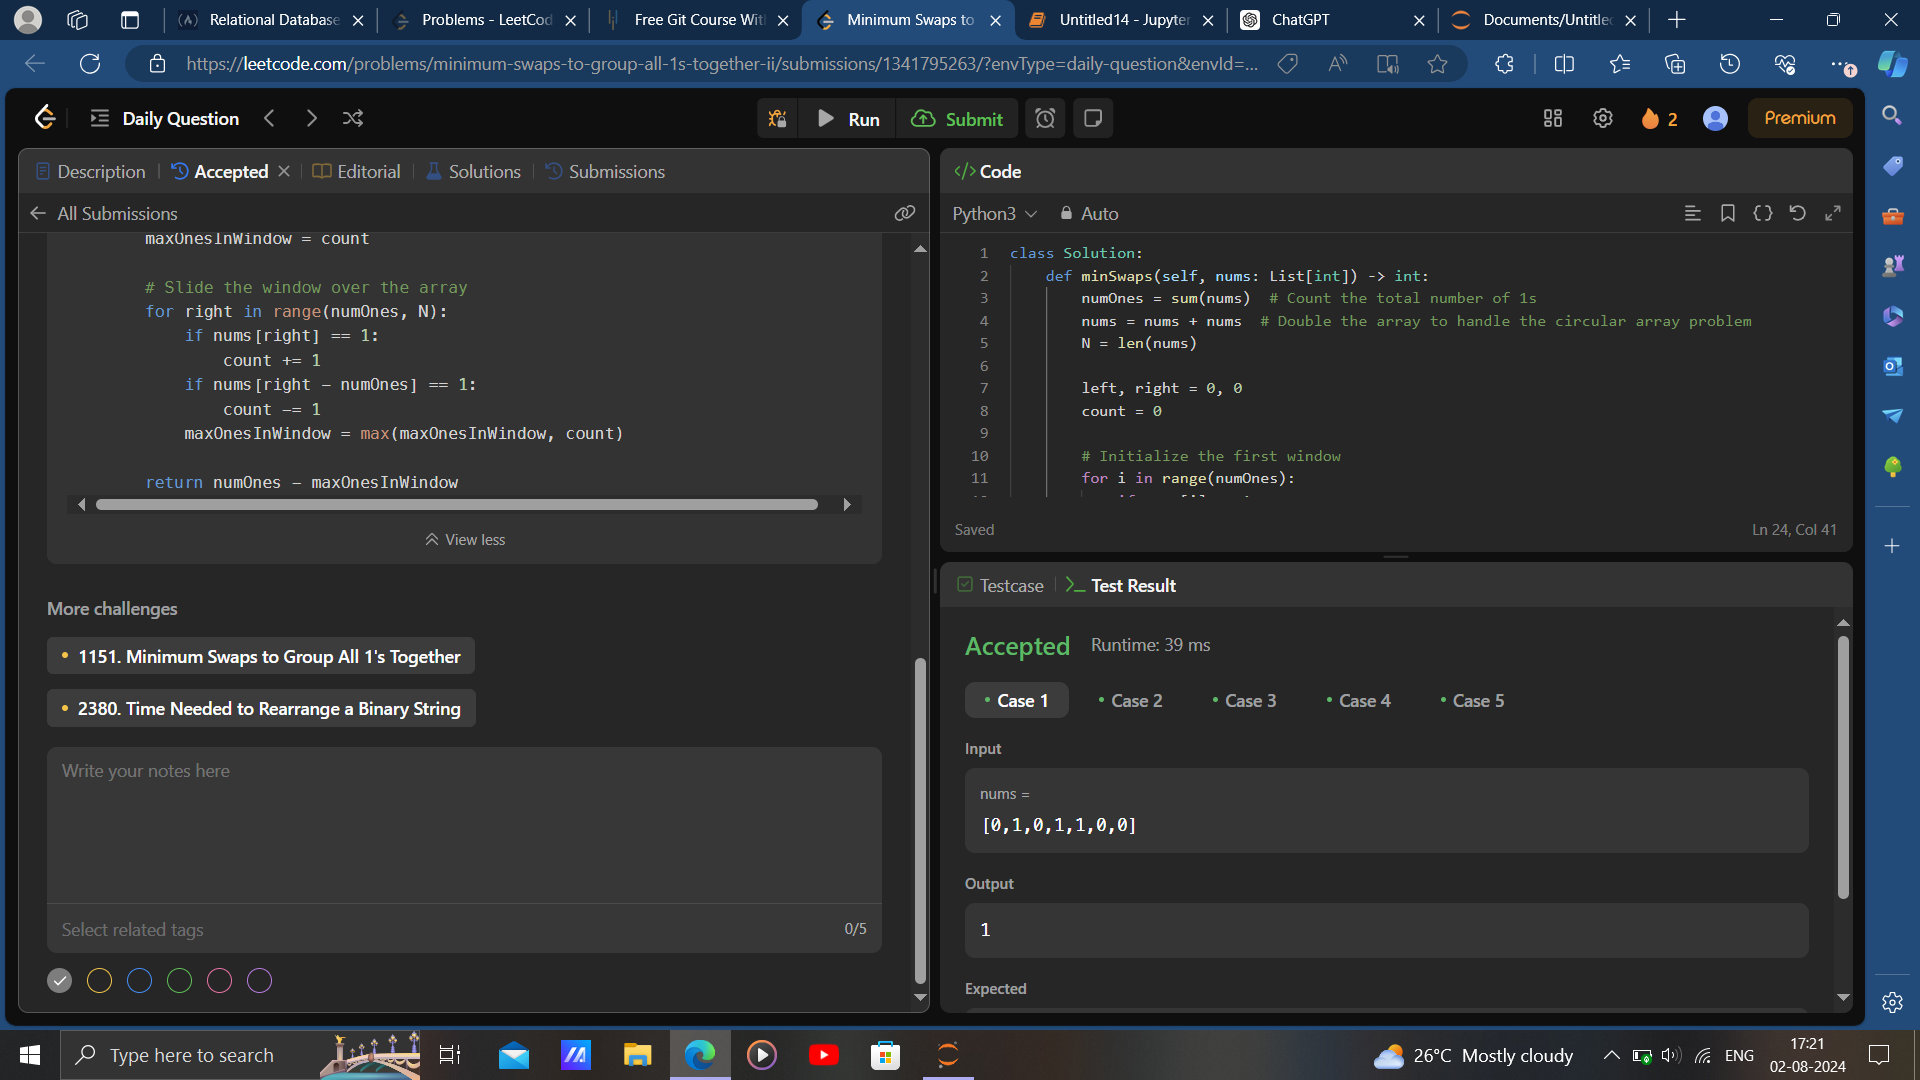 Relational Database
Problems - LeetCod
Free Git Course Wit
Minimum Swaps to
Untitled14 - Jupyter
ChatGPT
Documents/Untitle
https://leetcode.com/problems/minimum-swaps-to-group-all-1s-together-ii/submissions/1341795263/?envType=daily-question&envId=...
Daily Question
Run
Submit
2
Premium
Description
Accepted
Editorial
Solutions
Submissions
All Submissions
maxOnesInWindow = count
# Slide the window over the array
for right in range(numOnes, N):
if nums[right] == 1:
count += 1
if nums[right - numOnes] == 1:
count -= 1
maxOnesInWindow = max(maxOnesInWindow, count)
return numOnes - maxOnesInWindow
View less
More challenges
1151. Minimum Swaps to Group All 1's Together
2380. Time Needed to Rearrange a Binary String
Write your notes here
Select related tags
0/5
</> Code
Python3
Auto
1 class Solution:
2 def minSwaps(self, nums: List[int]) -> int:
3 numOnes = sum(nums) # Count the total number of 1s
4 nums = nums + nums # Double the array to handle the circular array problem
5 N = len(nums)
6
7 left, right = 0, 0
8 count = 0
9
10 # Initialize the first window
11 for i in range(numOnes):
Saved
Ln 24, Col 41
Testcase
Test Result
Accepted Runtime: 39 ms
Case 1
Case 2
Case 3
Case 4
Case 5
Input
nums =
[0,1,0,1,1,0,0]
Output
1
Expected
Type here to search
26°C Mostly cloudy
ENG
17:21
02-08-2024